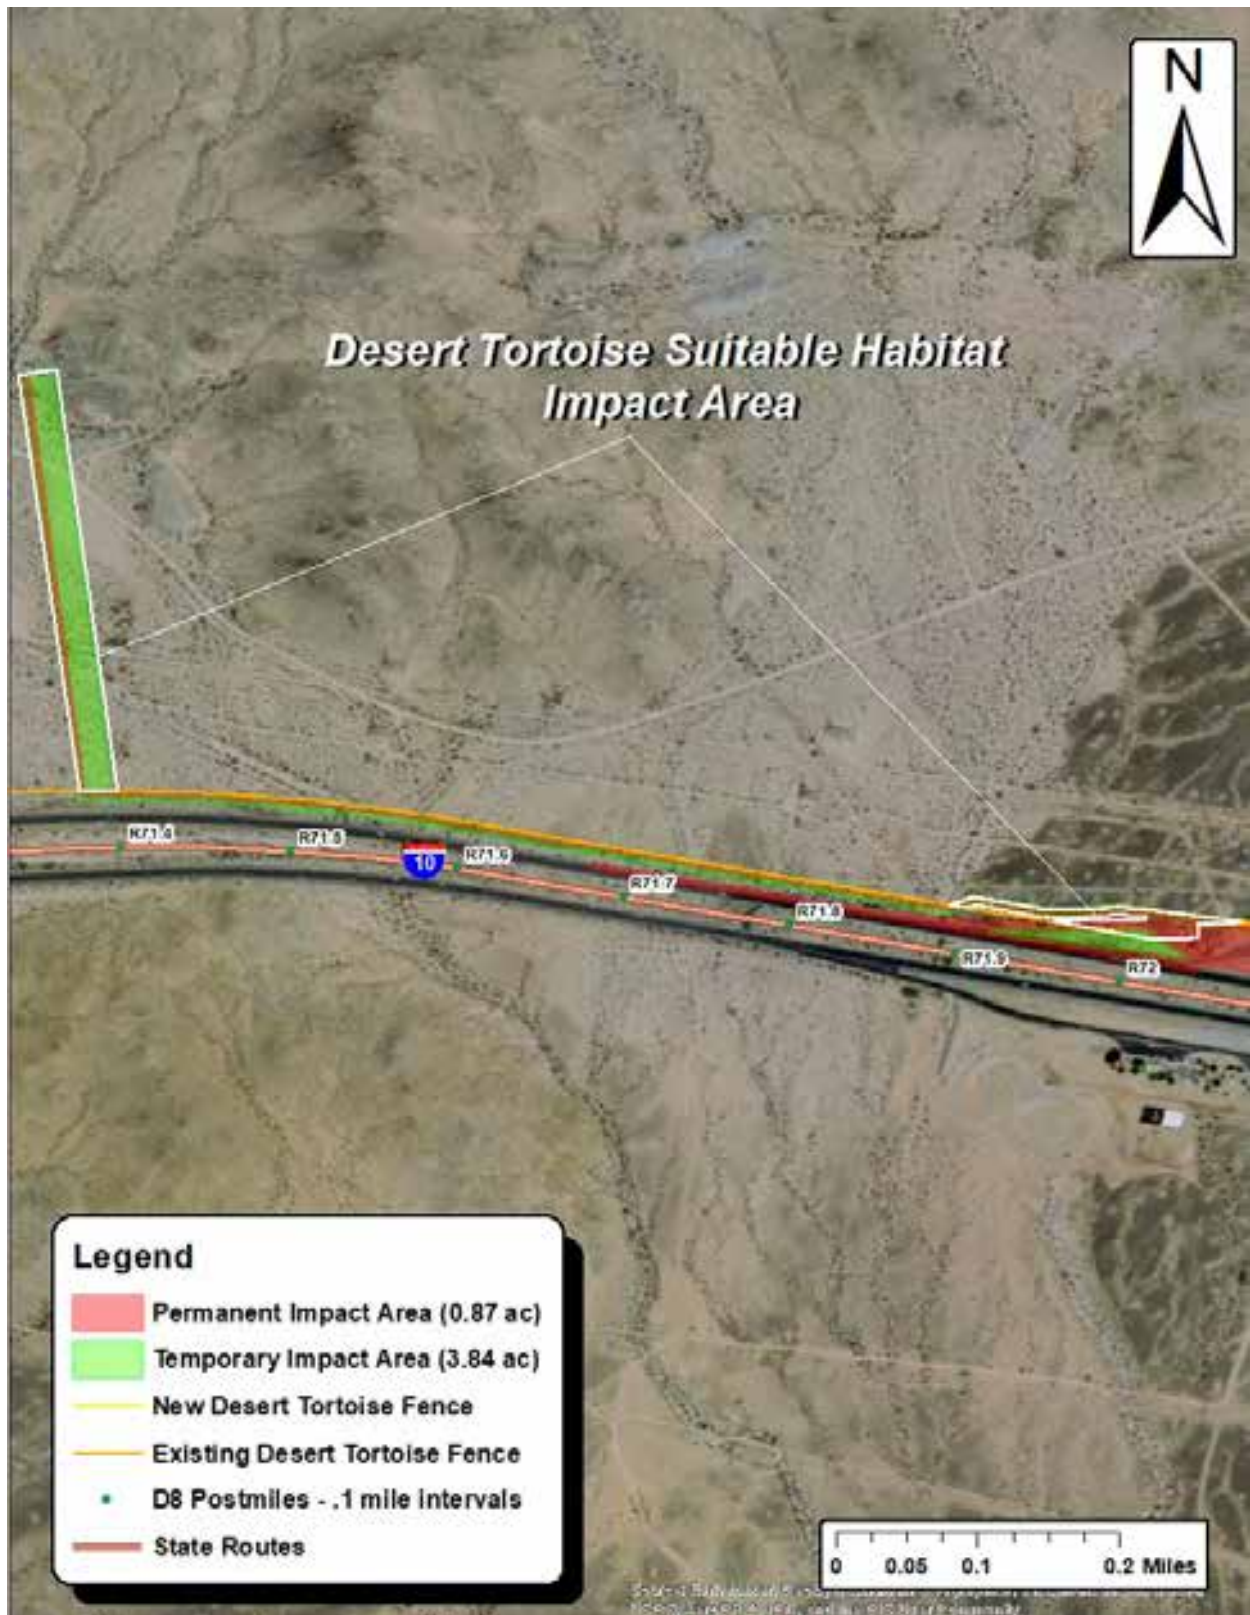 N
Desert Tortoise Suitable Habitat
Impact Area
R71.4
R71.5
10
R71.6
R71.7
R71.8
R71.9
R72
Legend
Permanent Impact Area (0.87 ac)
Temporary Impact Area (3.84 ac)
New Desert Tortoise Fence
Existing Desert Tortoise Fence
D8 Postmiles - .1 mile intervals
State Routes
0 0.05 0.1 0.2 Miles